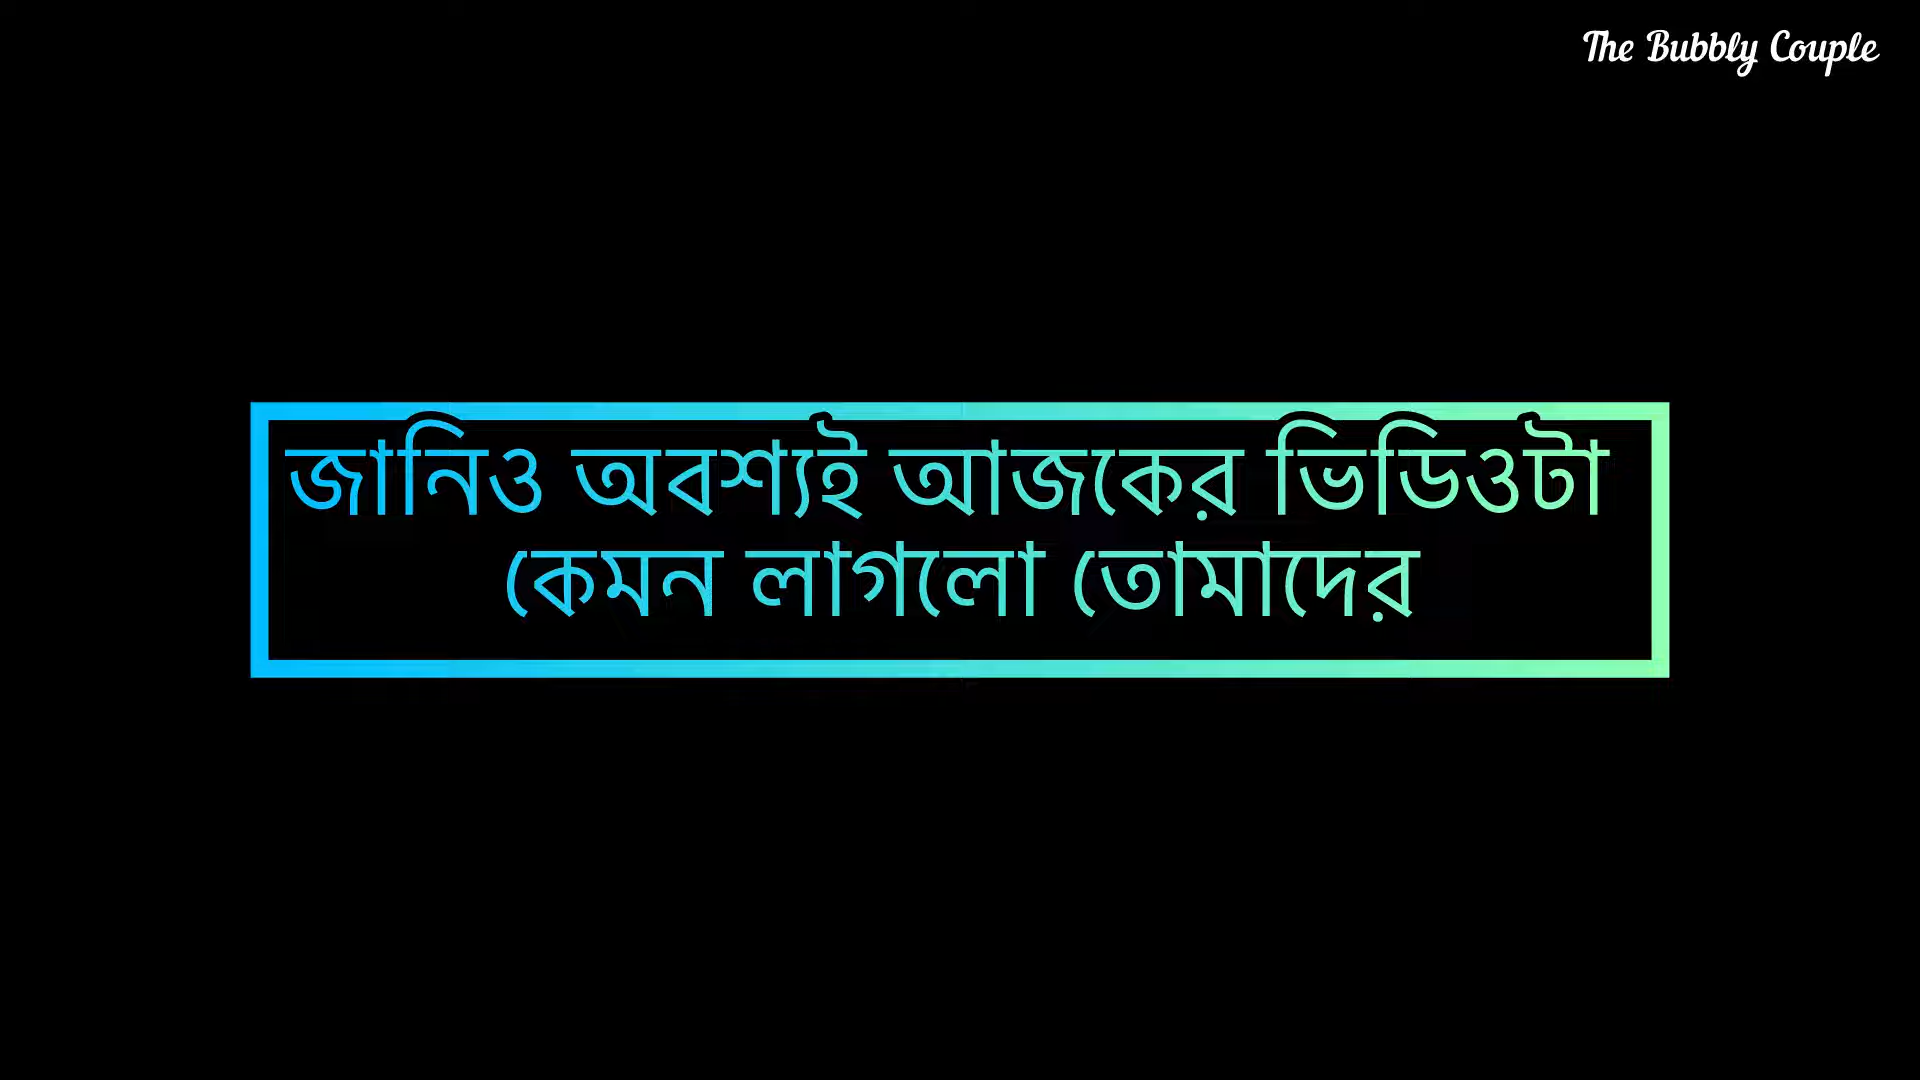 The Bubbly Couple
জানিও অবশ্যই আজকের ভিডিওটা
কেমন লাগলো তোমাদের